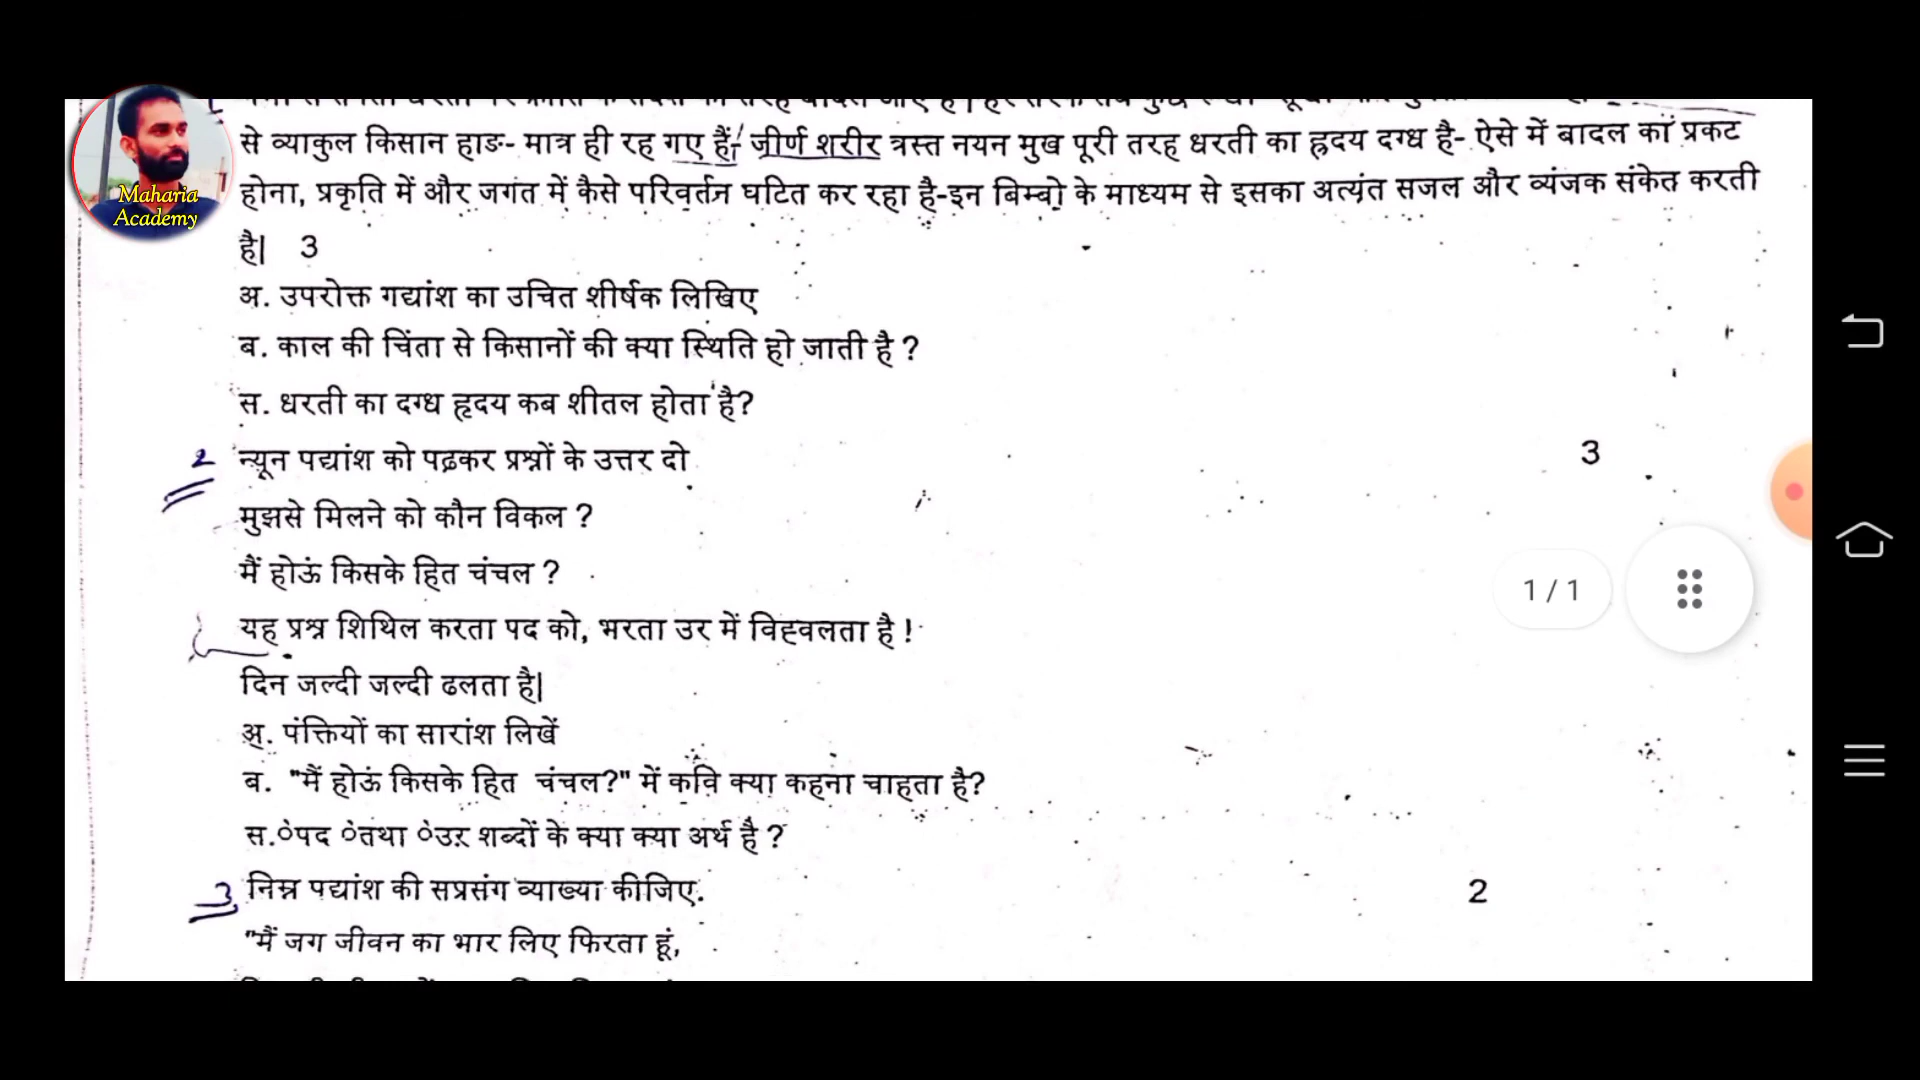 Maharia
Academy
से व्याकुल किसान हाङ- मात्र ही रह गए हैं। जीर्ण शरीर त्रस्त नयन मुख पूरी तरह धरती का ह्रदय दग्ध है- ऐसे में बादल का प्रकट
होना, प्रकृति में और जगत में कैसे परिवर्तन घटित कर रहा है-इन बिम्बो के माध्यम से इसका अत्यंत सजल और व्यंजक संकेत करती
है| 3
अ. उपरोक्त गद्यांश का उचित शीर्षक लिखिए
ब. काल की चिंता से किसानों की क्या स्थिति हो जाती है ?
स. धरती का दग्ध हृदय कब शीतल होता है?
2 न्यून पद्यांश को पढ़कर प्रश्नों के उत्तर दो 3
मुझसे मिलने को कौन विकल ?
मैं होऊं किसके हित चंचल ?
1 / 1
यह प्रश्न शिथिल करता पद को, भरता उर में विह्वलता है !
दिन जल्दी जल्दी ढलता है|
अ. पंक्तियों का सारांश लिखें
ब. "मैं होऊं किसके हित चंचल?" में कवि क्या कहना चाहता है?
स.ेपद ेतथा ेउर शब्दों के क्या क्या अर्थ है ?
3 निम्न पद्यांश की सप्रसंग व्याख्या कीजिए. 2
"मैं जग जीवन का भार लिए फिरता हूं,